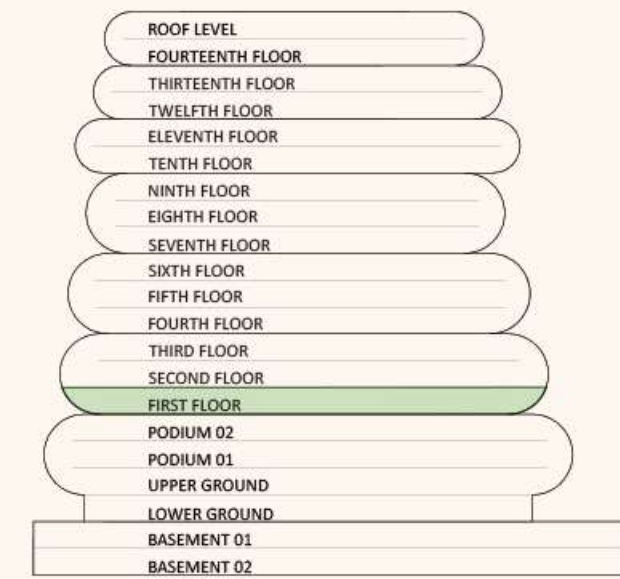 ROOF LEVEL
FOURTEENTH FLOOR
THIRTEENTH FLOOR
TWELFTH FLOOR
ELEVENTH FLOOR
TENTH FLOOR
NINTH FLOOR
EIGHTH FLOOR
SEVENTH FLOOR
SIXTH FLOOR
FIFTH FLOOR
FOURTH FLOOR
THIRD FLOOR
SECOND FLOOR
FIRST FLOOR
PODIUM 02
PODIUM 01
UPPER GROUND
LOWER GROUND
BASEMENT 01
BASEMENT 02